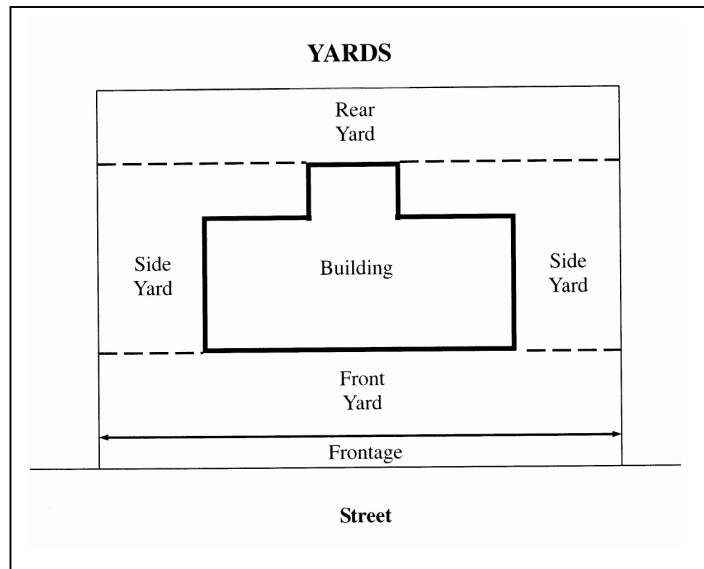 YARDS
Rear
Yard
Side
Yard
Building
Side
Yard
Front
Yard
Frontage
Street